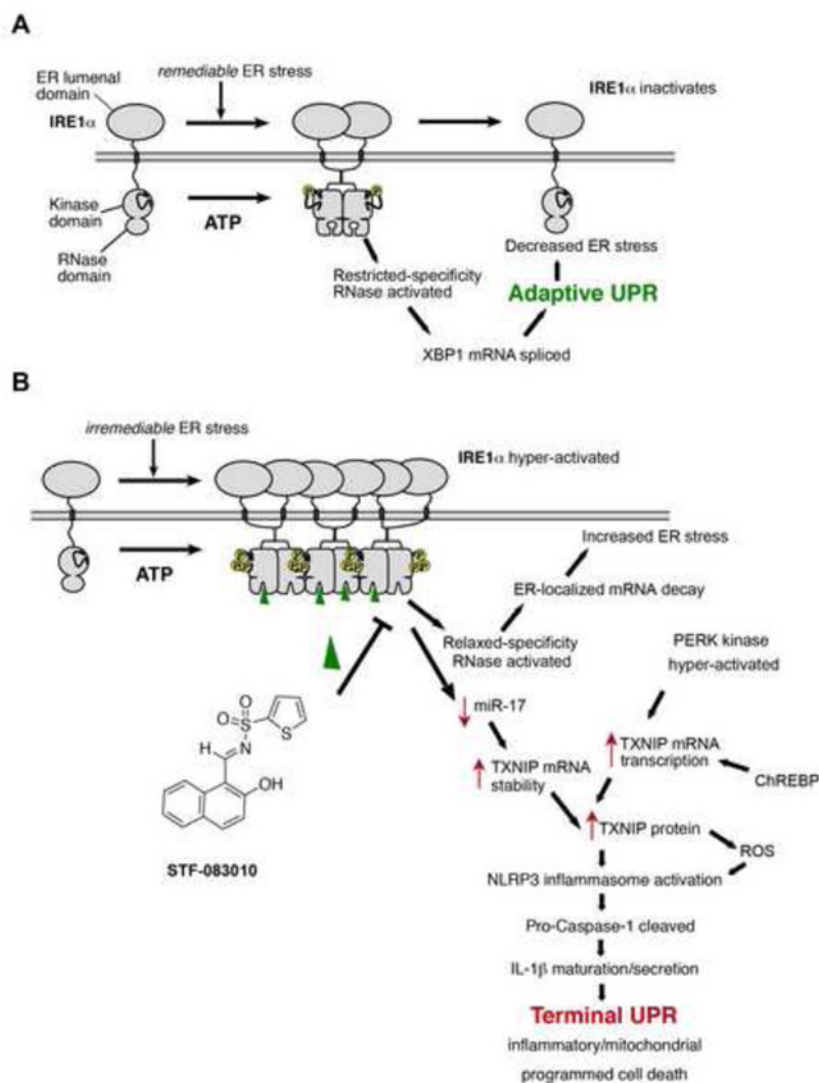 A
ER lumenal
domain
IRE1α
remediable ER stress
IRE1α inactivates
Kinase
domain
RNase
domain
ATP
Restricted-specificity
RNase activated
XBP1 mRNA spliced
Decreased ER stress
Adaptive UPR
B
irremediable ER stress
IRE1α hyper-activated
ATP
Increased ER stress
ER-localized mRNA decay
Relaxed-specificity
RNase activated
PERK kinase
hyper-activated
miR-17
TXNIP mRNA
stability
TXNIP mRNA
transcription
ChREBP
TXNIP protein
ROS
NLRP3 inflammasome activation
Pro-Caspase-1 cleaved
IL-1β maturation/secretion
Terminal UPR
inflammatory/mitochondrial
programmed cell death
O
O
S
S
H
N
OH
STF-083010